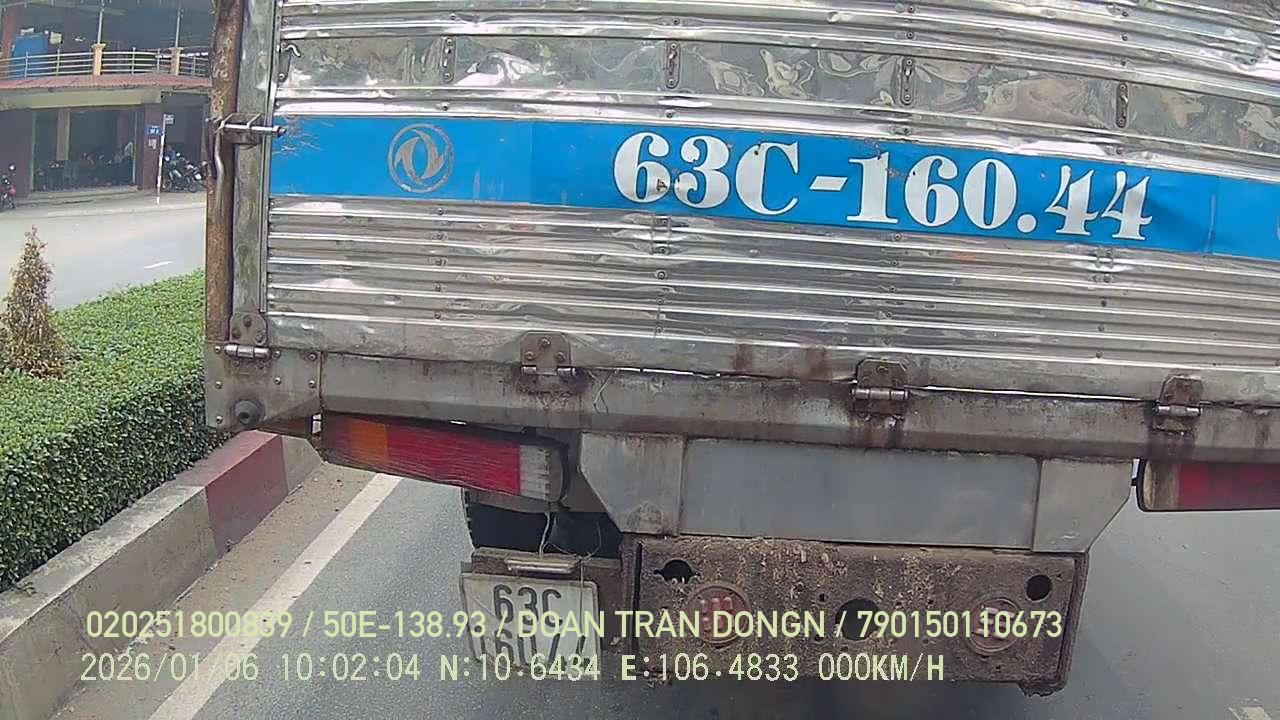 63C-160.44
63C
020251800839 / 50E-138.93 / DOAN TRAN DONGN / 790150110673
2026/01/06 10:02:04 N:10.6434 E:106.4833 000KM/H